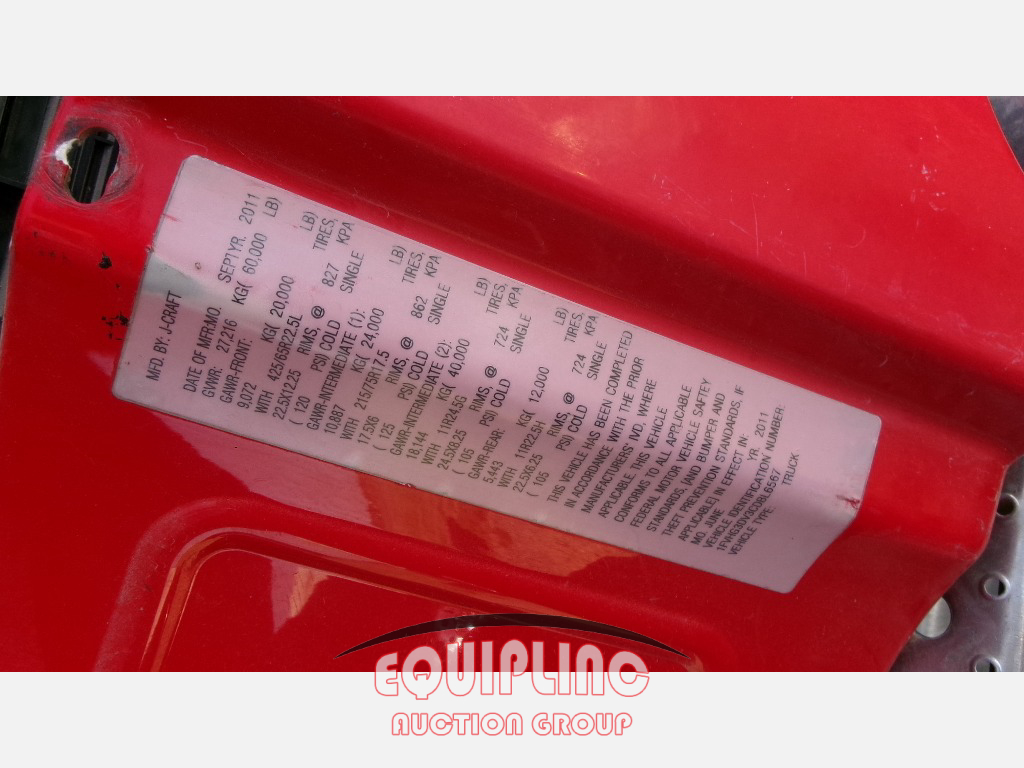 MFD. BY: J-CRAFT
DATE OF MFR:MO. SEP1YR. 2011
GVWR: 27,216 KG( 60,000 LB)
GAWR-FRONT:
9,072 KG( 20,000 LB)
WITH 425/65R22.5L TIRES,
22.5X12.25 RIMS, @ 827 KPA
( 120 PSI) COLD SINGLE
GAWR-INTERMEDIATE (1):
10,887 KG( 24,000 LB)
WITH 215/75R17.5 TIRES,
17.5X6 RIMS, @ 862 KPA
( 125 PSI) COLD SINGLE
GAWR-INTERMEDIATE (2):
18,144 KG( 40,000 LB)
WITH 11R24.5G TIRES,
24.5X8.25 RIMS, @ 724 KPA
( 105 PSI) COLD SINGLE
GAWR-REAR:
5,443 KG( 12,000 LB)
WITH 11R22.5H TIRES,
22.5X6.25 RIMS, @ 724 KPA
( 105 PSI) COLD SINGLE
THIS VEHICLE HAS BEEN COMPLETED
IN ACCORDANCE WITH THE PRIOR
MANUFACTURERS' IVD, WHERE
APPLICABLE. THIS VEHICLE
CONFORMS TO ALL APPLICABLE
FEDERAL MOTOR VEHICLE SAFTEY
STANDARDS, (AND BUMPER AND
THEFT PREVENTION STANDARDS, IF
APPLICABLE) IN EFFECT IN:
MO. JUNE YR. 2011
VEHICLE IDENTIFICATION NUMBER:
1FVHG3DV3CDBL6567
VEHICLE TYPE: TRUCK
EQUIPLINC
AUCTION GROUP